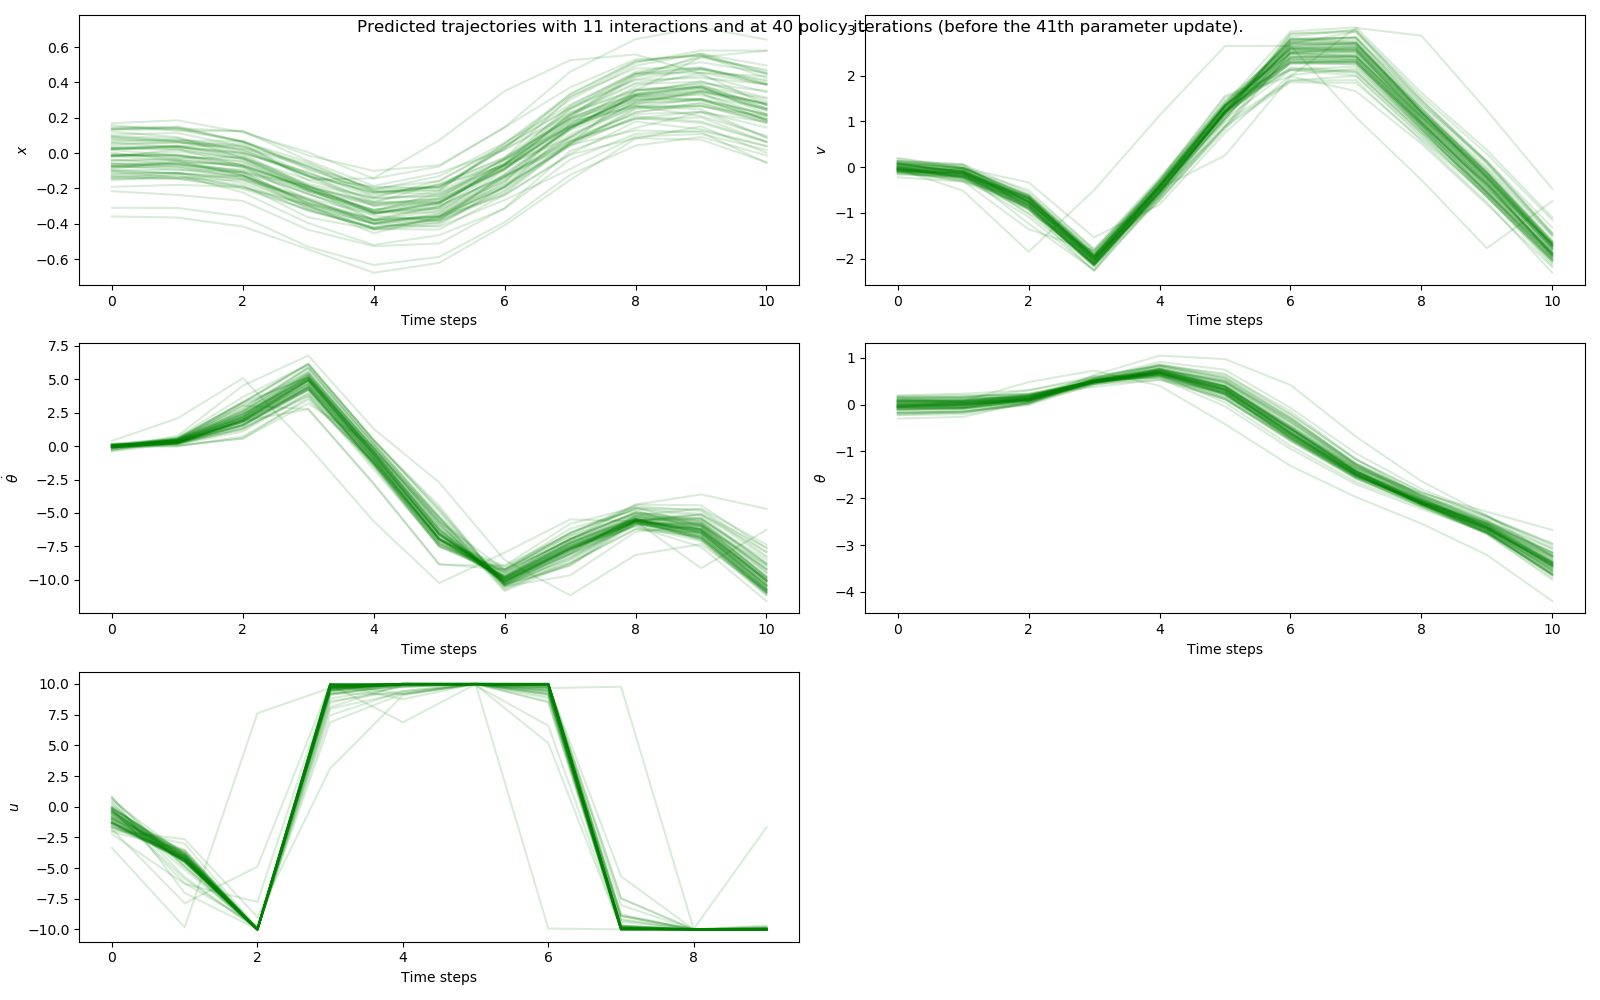 Predicted trajectories with 11 interactions and at 40 policy iterations (before the 41th parameter update).
0.6
0.4
0.2
0.0
−0.2
−0.4
−0.6
x
0 2 4 6 8 10
Time steps
3
2
1
0
−1
−2
v
0 2 4 6 8 10
Time steps
7.5
5.0
2.5
0.0
−2.5
−5.0
−7.5
−10.0
θ̇
0 2 4 6 8 10
Time steps
1
0
−1
−2
−3
−4
θ
0 2 4 6 8 10
Time steps
10.0
7.5
5.0
2.5
0.0
−2.5
−5.0
−7.5
−10.0
u
0 2 4 6 8
Time steps